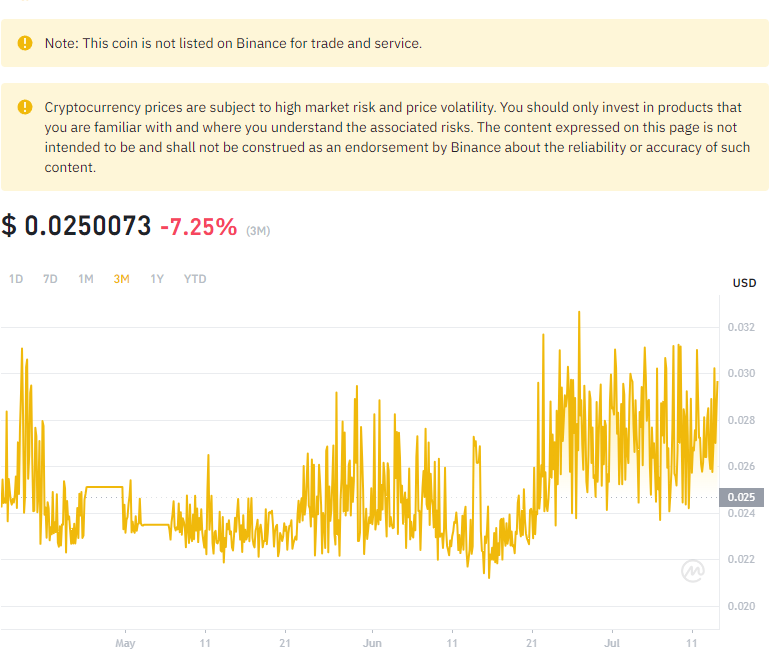 Note: This coin is not listed on Binance for trade and service.
Cryptocurrency prices are subject to high market risk and price volatility. You should only invest in products that
you are familiar with and where you understand the associated risks. The content expressed on this page is not
intended to be and shall not be construed as an endorsement by Binance about the reliability or accuracy of such
content.
$ 0.0250073 -7.25% (3M)
1D 7D 1M 3M 1Y YTD
USD
0.032
0.030
0.028
0.026
0.025
0.024
0.022
0.020
May 11 21 Jun 11 21 Jul 11